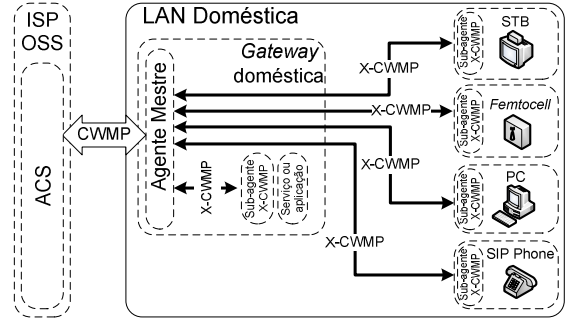 ISP
OSS
ACS
CWMP
LAN Doméstica
Gateway
doméstica
Agente Mestre
X-CWMP
Sub-agente
X-CWMP
Serviço ou
aplicação
X-CWMP
X-CWMP
X-CWMP
X-CWMP
Sub-agente
X-CWMP
STB
Sub-agente
X-CWMP
Femtocell
Sub-agente
X-CWMP
PC
Sub-agente
X-CWMP
SIP Phone